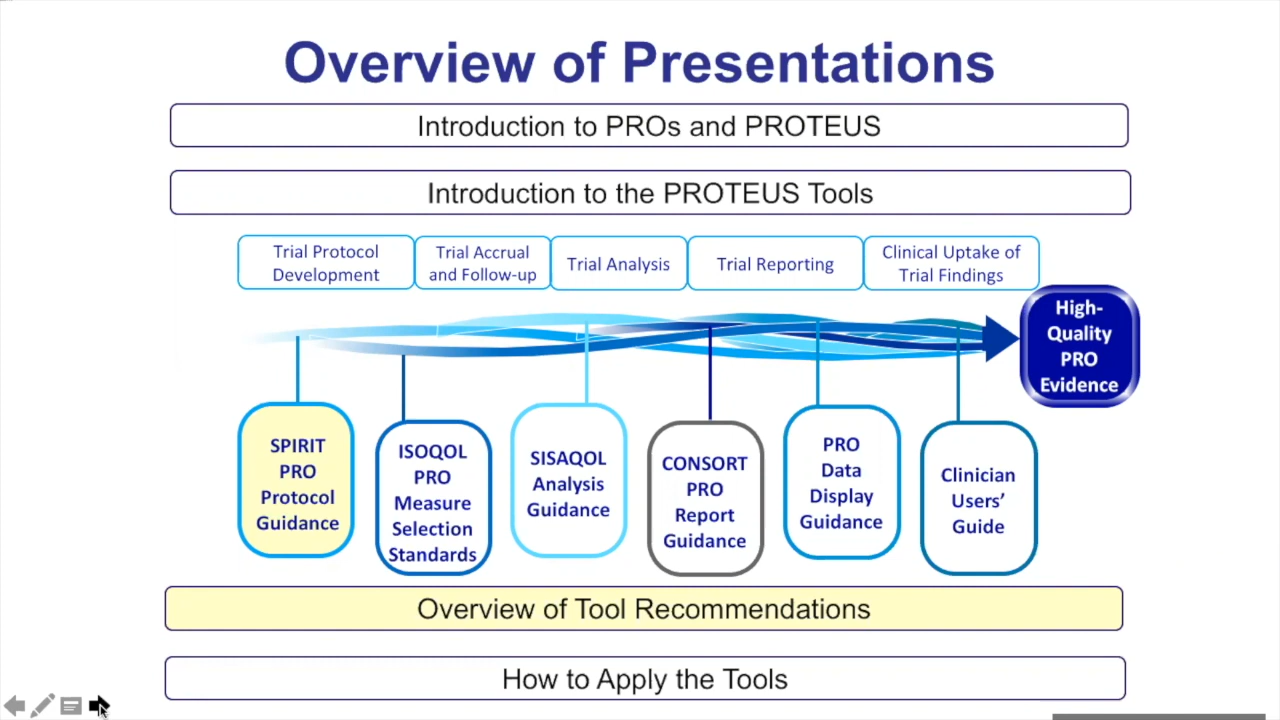 Overview of Presentations
Introduction to PROs and PROTEUS
Introduction to the PROTEUS Tools
Trial Protocol
Development
Trial Accrual
and Follow-up
Trial Analysis
Trial Reporting
Clinical Uptake of
Trial Findings
High-
Quality
PRO
Evidence
SPIRIT
PRO
Protocol
Guidance
ISOQOL
PRO
Measure
Selection
Standards
SISAQOL
Analysis
Guidance
CONSORT
PRO
Report
Guidance
PRO
Data
Display
Guidance
Clinician
Users’
Guide
Overview of Tool Recommendations
How to Apply the Tools